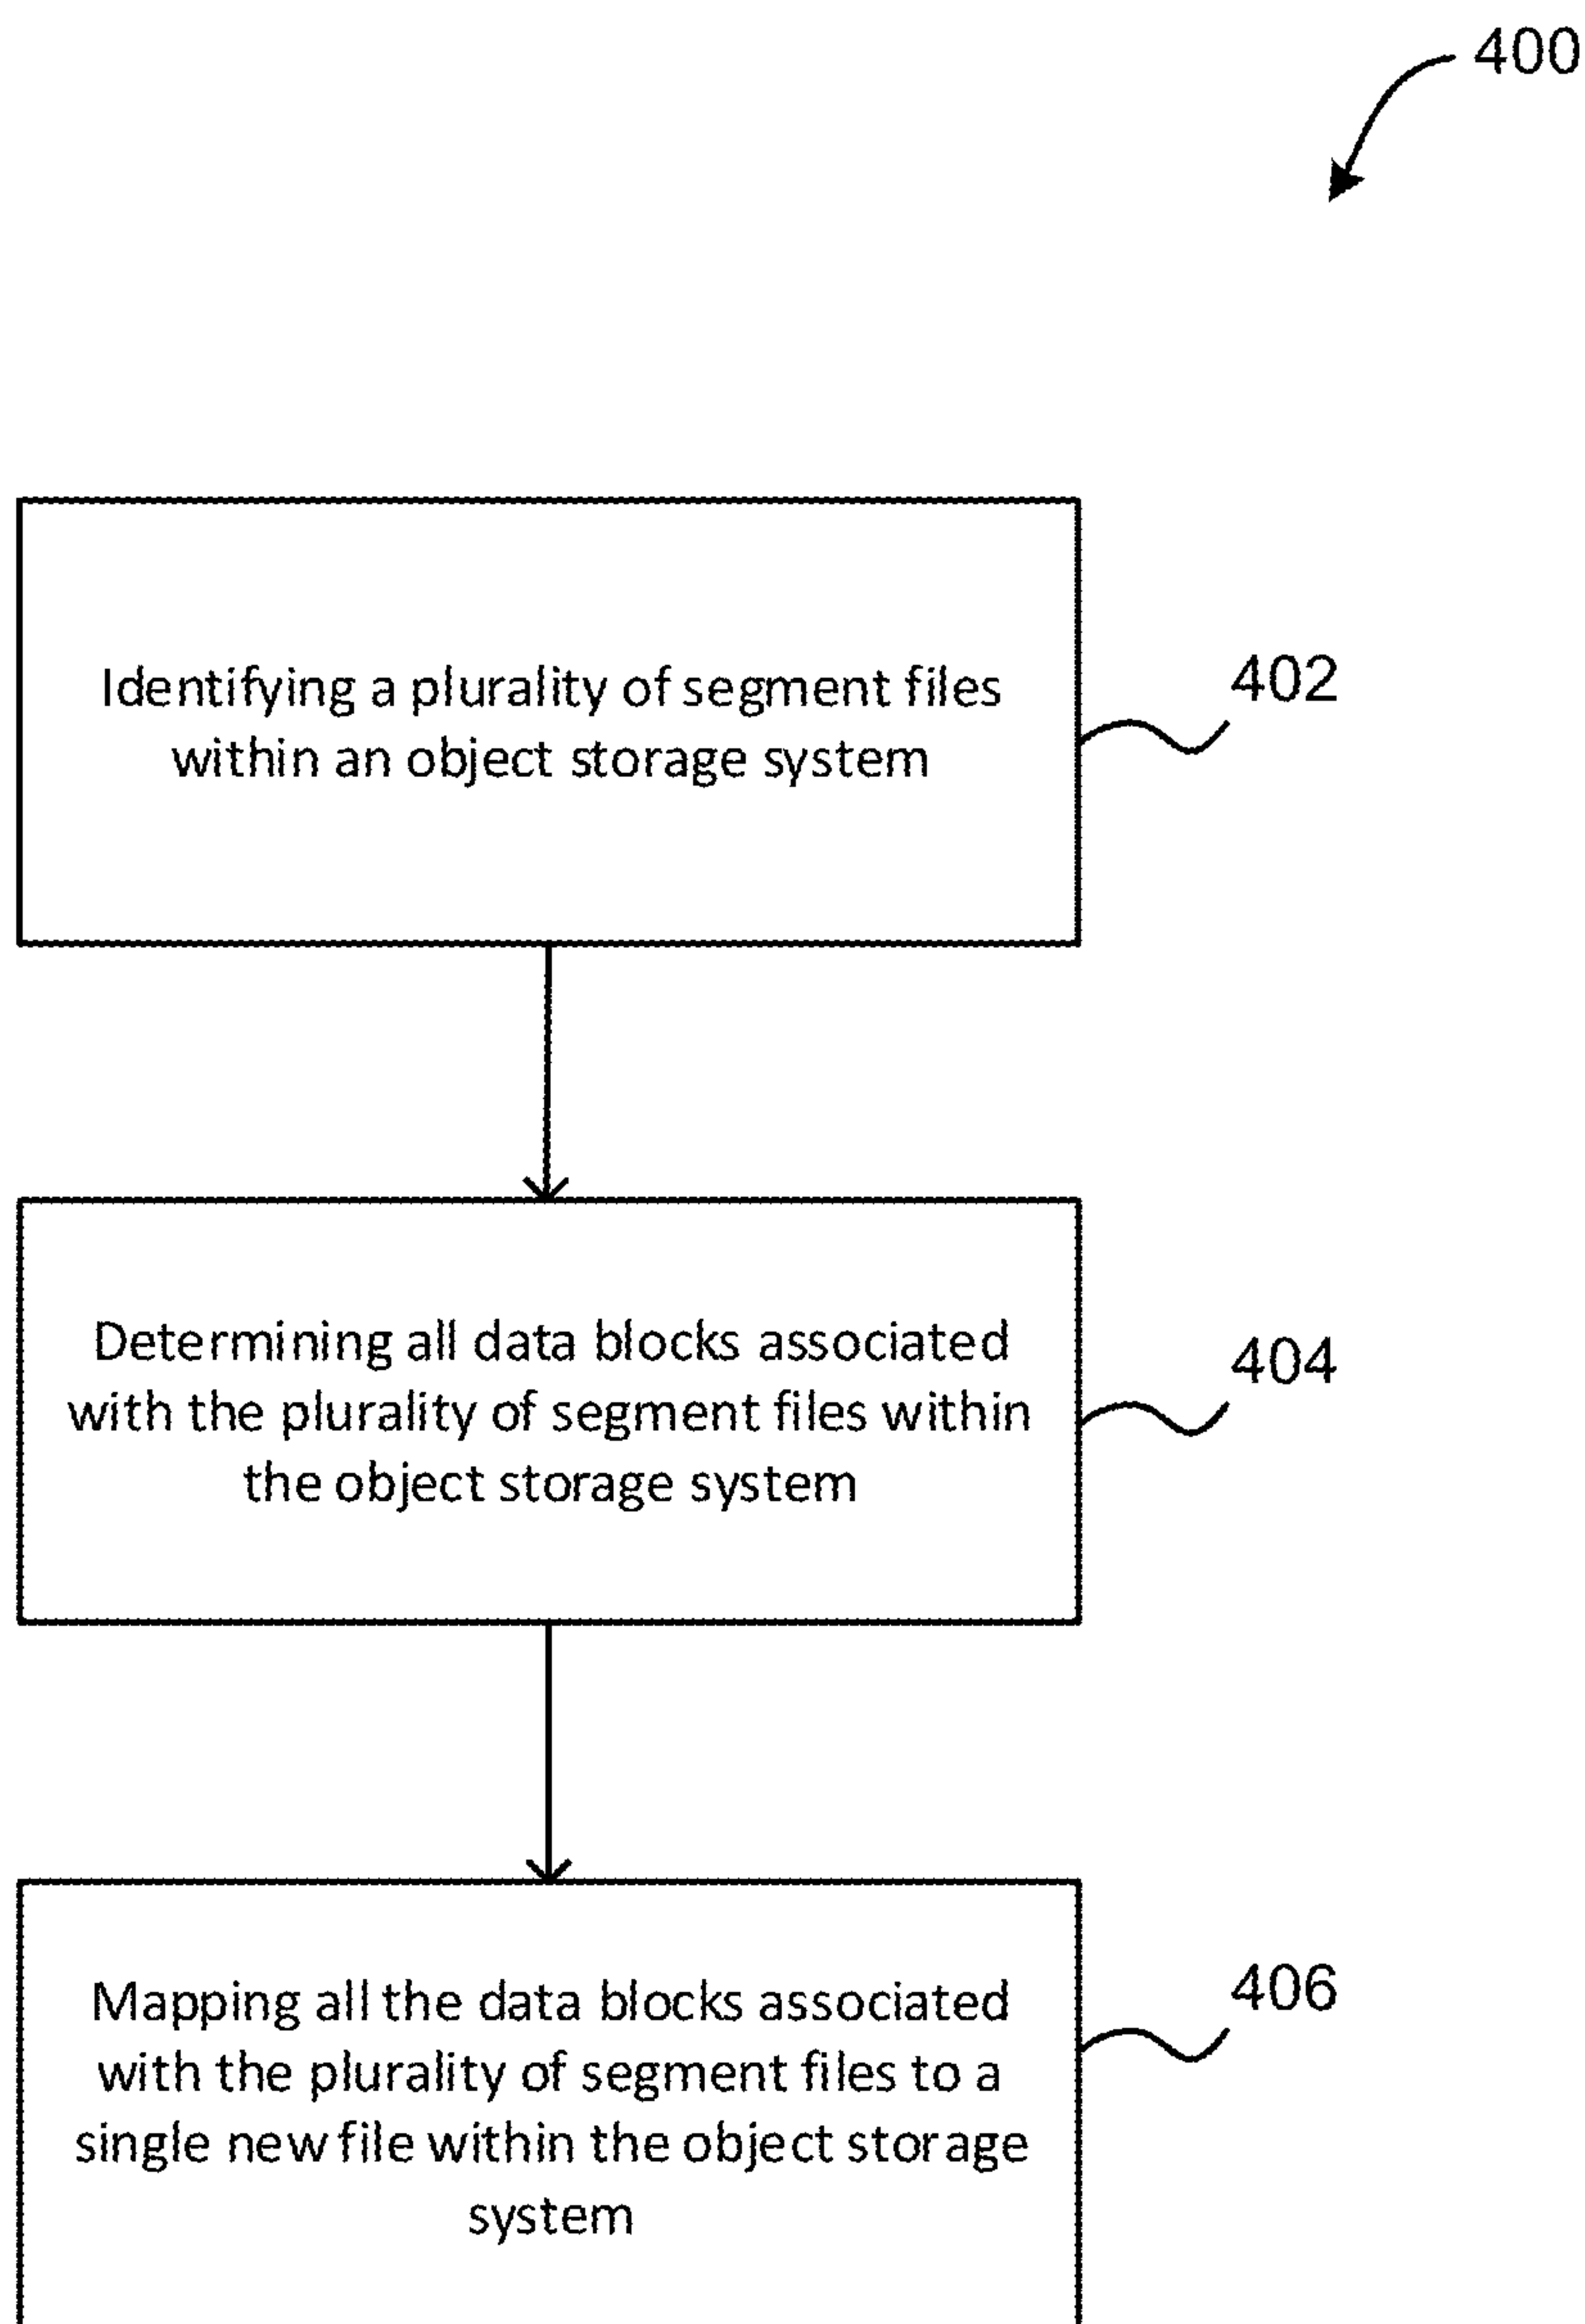 400
Identifying a plurality of segment files
within an object storage system
402
Determining all data blocks associated
with the plurality of segment files within
the object storage system
404
Mapping all the data blocks associated
with the plurality of segment files to a
single new file within the object storage
system
406